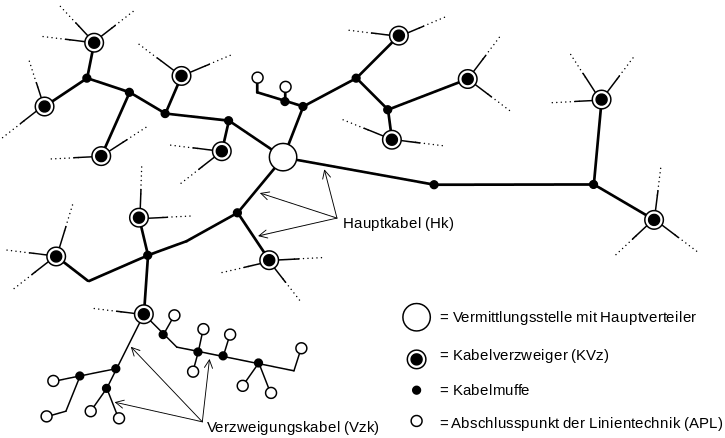 Hauptkabel (Hk)
= Vermittlungsstelle mit Hauptverteiler
= Kabelverzweiger (KVz)
= Kabelmuffe
= Abschlusspunkt der Linientechnik (APL)
Verzweigungskabel (Vzk)